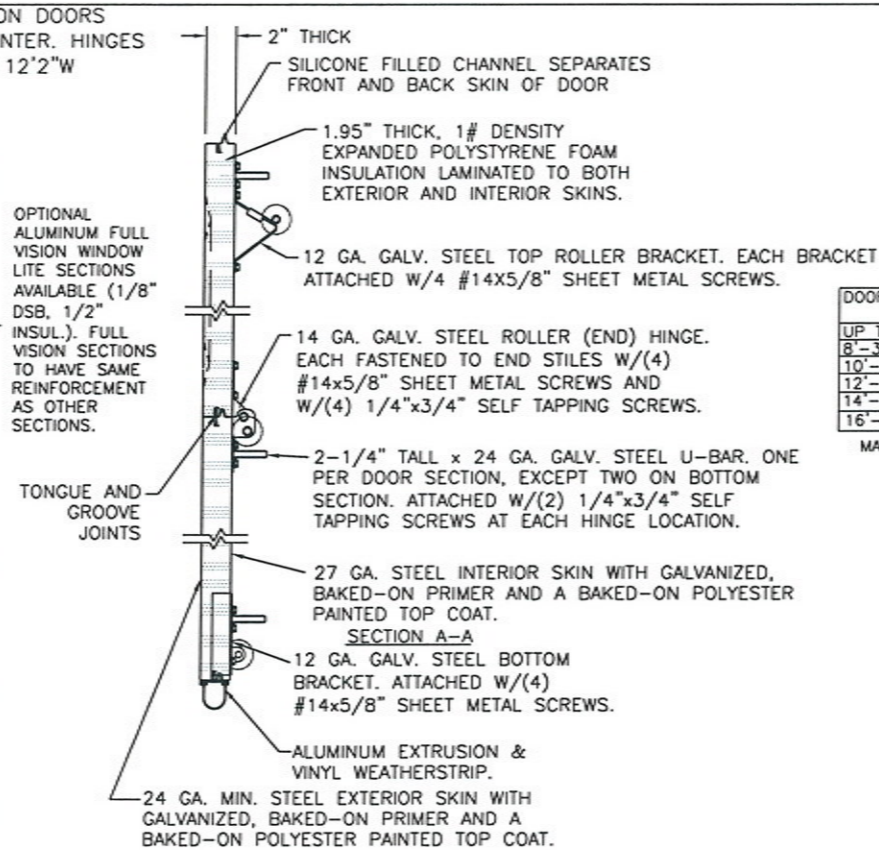 ON DOORS
NTER. HINGES
12'2"W
2" THICK
SILICONE FILLED CHANNEL SEPARATES
FRONT AND BACK SKIN OF DOOR
1.95" THICK, 1# DENSITY
EXPANDED POLYSTYRENE FOAM
INSULATION LAMINATED TO BOTH
EXTERIOR AND INTERIOR SKINS.
OPTIONAL
ALUMINUM FULL
VISION WINDOW
LITE SECTIONS
AVAILABLE (1/8"
DSB, 1/2"
INSUL.). FULL
VISION SECTIONS
TO HAVE SAME
REINFORCEMENT
AS OTHER
SECTIONS.
12 GA. GALV. STEEL TOP ROLLER BRACKET. EACH BRACKET
ATTACHED W/4 #14X5/8" SHEET METAL SCREWS.
14 GA. GALV. STEEL ROLLER (END) HINGE.
EACH FASTENED TO END STILES W/(4)
#14x5/8" SHEET METAL SCREWS AND
W/(4) 1/4"x3/4" SELF TAPPING SCREWS.
DOOR
UP T
8'-3
10'-
12'-
14'-
16'-
MA
2-1/4" TALL x 24 GA. GALV. STEEL U-BAR. ONE
PER DOOR SECTION, EXCEPT TWO ON BOTTOM
SECTION. ATTACHED W/(2) 1/4"x3/4" SELF
TAPPING SCREWS AT EACH HINGE LOCATION.
TONGUE AND
GROOVE
JOINTS
27 GA. STEEL INTERIOR SKIN WITH GALVANIZED,
BAKED-ON PRIMER AND A BAKED-ON POLYESTER
PAINTED TOP COAT.
SECTION A-A
12 GA. GALV. STEEL BOTTOM
BRACKET. ATTACHED W/(4)
#14x5/8" SHEET METAL SCREWS.
ALUMINUM EXTRUSION &
VINYL WEATHERSTRIP.
24 GA. MIN. STEEL EXTERIOR SKIN WITH
GALVANIZED, BAKED-ON PRIMER AND A
BAKED-ON POLYESTER PAINTED TOP COAT.